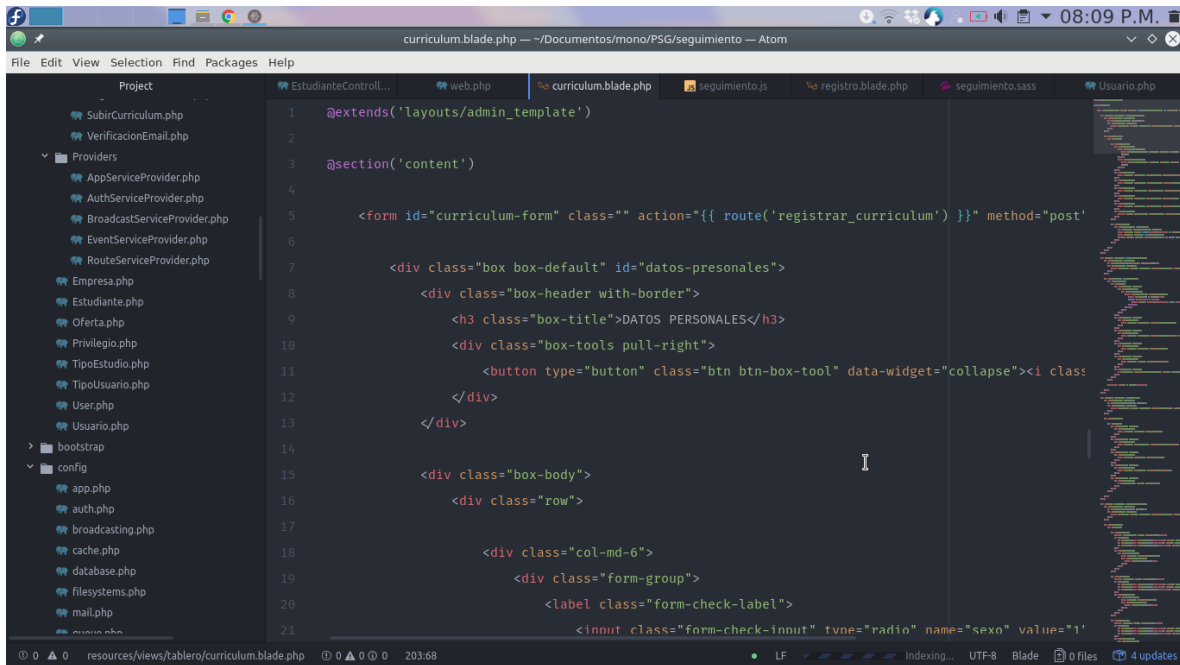 08:09 P.M.
curriculum.blade.php — ~/Documentos/mono/PSG/seguimiento — Atom
File Edit View Selection Find Packages Help
Project
EstudianteControll... web.php curriculum.blade.php seguimiento.js registro.blade.php seguimiento.sass Usuario.php
SubirCurriculum.php
VerificacionEmail.php
Providers
AppServiceProvider.php
AuthServiceProvider.php
BroadcastServiceProvider.php
EventServiceProvider.php
RouteServiceProvider.php
Empresa.php
Estudiante.php
Oferta.php
Privilegio.php
TipoEstudio.php
TipoUsuario.php
User.php
Usuario.php
bootstrap
config
app.php
auth.php
broadcasting.php
cache.php
database.php
filesystems.php
mail.php
queue.php
1 @extends('layouts/admin_template')
2
3 @section('content')
4
5 <form id="curriculum-form" class="" action="{{ route('registrar_curriculum') }}" method="post"
6
7 <div class="box box-default" id="datos-presonales">
8 <div class="box-header with-border">
9 <h3 class="box-title">DATOS PERSONALES</h3>
10 <div class="box-tools pull-right">
11 <button type="button" class="btn btn-box-tool" data-widget="collapse"><i class
12 </div>
13 </div>
14
15 <div class="box-body">
16 <div class="row">
17
18 <div class="col-md-6">
19 <div class="form-group">
20 <label class="form-check-label">
21 <input class="form-check-input" type="radio" name="sexo" value="1"
0 0 resources/views/tablero/curriculum.blade.php 0 0 0 203:68 LF Indexing... UTF-8 Blade 0 files 4 updates